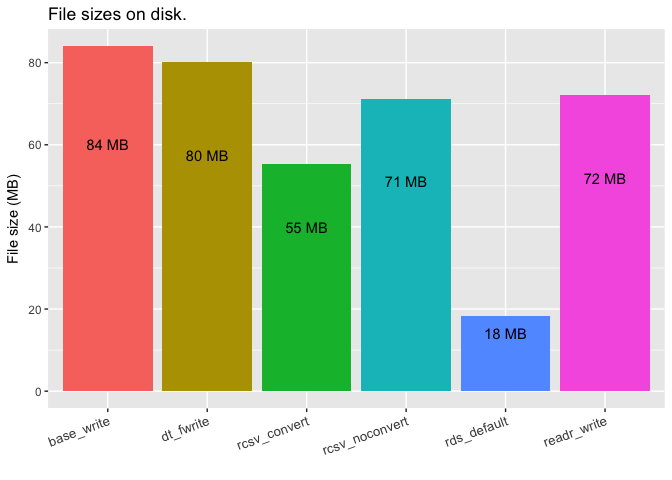 File sizes on disk.
File size (MB)
80
60
40
20
0
84 MB
80 MB
55 MB
71 MB
18 MB
72 MB
base_write
dt_fwrite
rcsv_convert
rcsv_noconvert
rds_default
readr_write